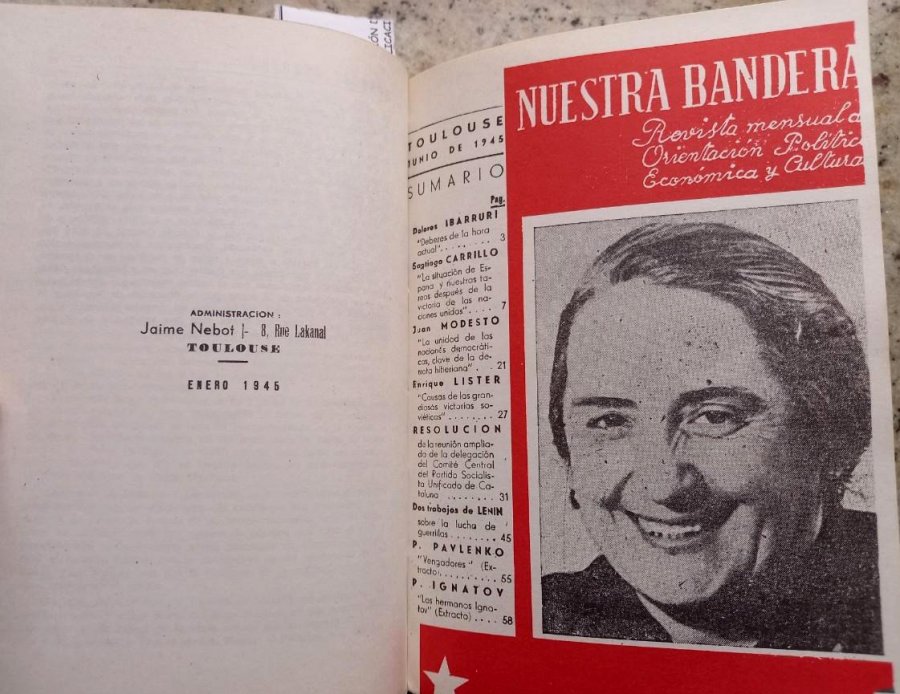 ÓN D
LICACI
ADMINISTRACION :
Jaime Nebot |- 8, Rue Lakanal
TOULOUSE
ENERO 1945
NUESTRA BANDERA
Revista mensual d
Orientación Polític
Económica y Cultura
TOULOUSE
JUNIO DE 1945
SUMARIO
Pag.
Dolores IBARRURI
"Deberes de la hora
actual" ........ 3
Santiago CARRILLO
"La situación de Es-
pana y nuestras ta-
reas después de la
victoria de las na-
ciones unidas". .... 7
Juan MODESTO
"La unidad de las
naciones democráti-
cas, clave de la de-
rrota hitleriana" . . 21
Enrique LISTER
"Causas de las gran-
diosas victorias so-
viéticas" ........ 27
RESOLUCION
de la reunión amplia-
da de la delegación
del Comité Central
del Partido Socialis-
ta Unificado de Ca-
taluna ......... 31
Dos trabajos de LENIN
sobre la lucha de
guerrillas ........ 45
P. PAVLENKO
"Vengadores" (Ex-
tracto) .......... 55
P. IGNATOV
"Los hermanos Igna-
tov" (Extracto) .... 58